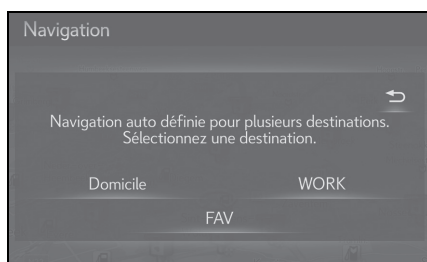 Navigation
Navigation auto définie pour plusieurs destinations.
Sélectionnez une destination.
Domicile
WORK
FAV